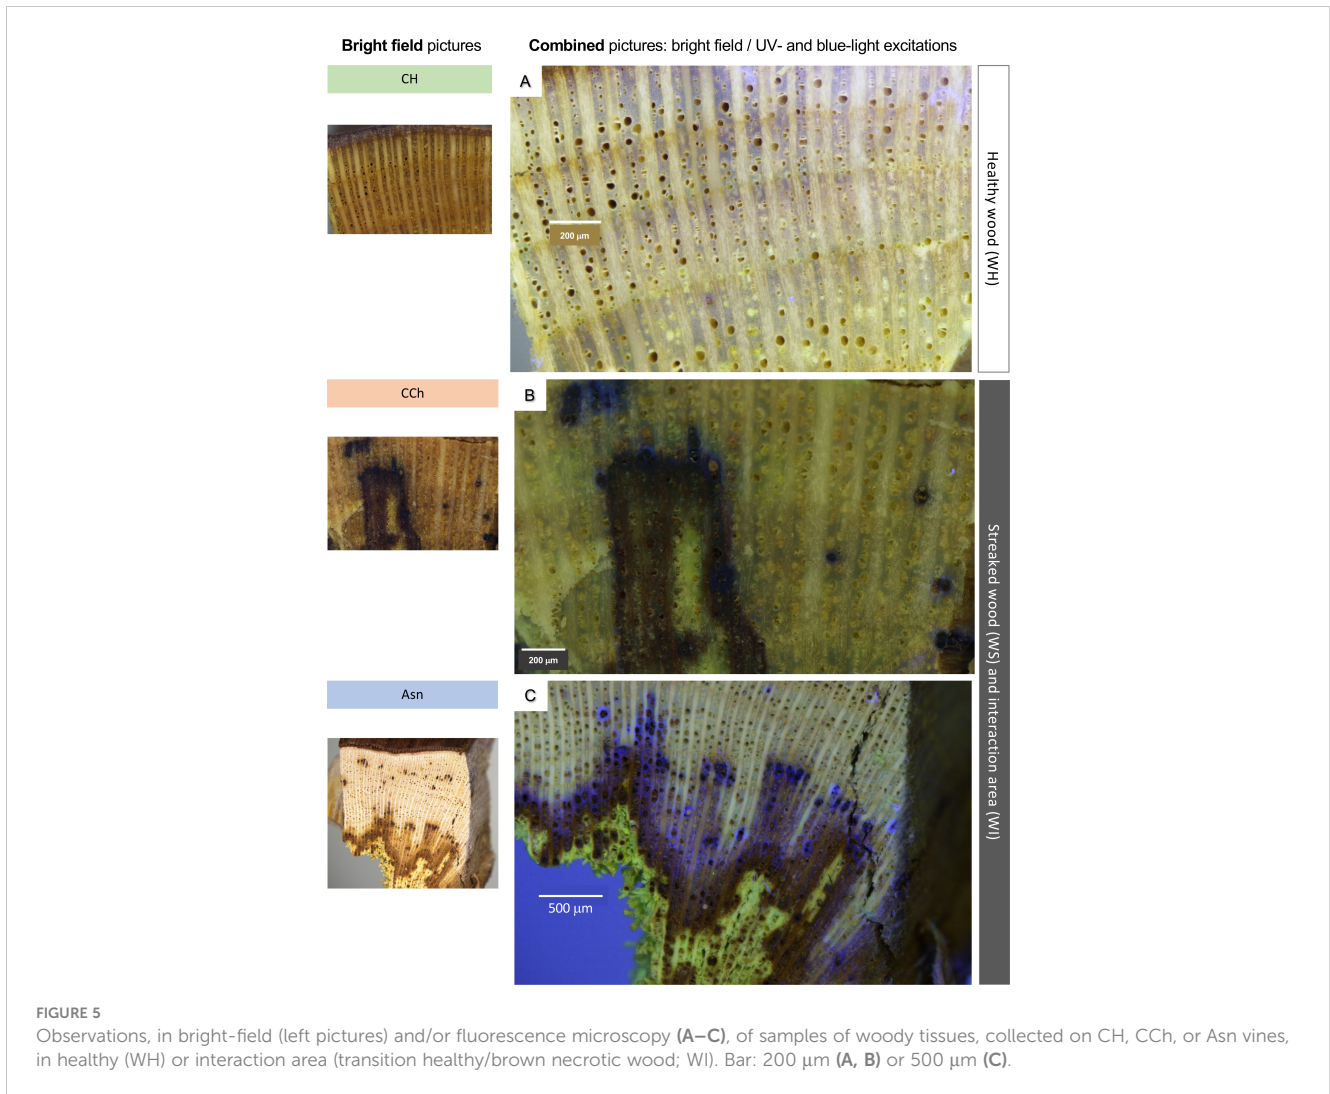 Bright field pictures
Combined pictures: bright field / UV- and blue-light excitations
CH
A
200 µm
Healthy wood (WH)
CCh
B
200 µm
Streaked wood (WS) and interaction area (WI)
Asn
C
500 µm
FIGURE 5
Observations, in bright-field (left pictures) and/or fluorescence microscopy (A–C), of samples of woody tissues, collected on CH, CCh, or Asn vines,
in healthy (WH) or interaction area (transition healthy/brown necrotic wood; WI). Bar: 200 µm (A, B) or 500 µm (C).